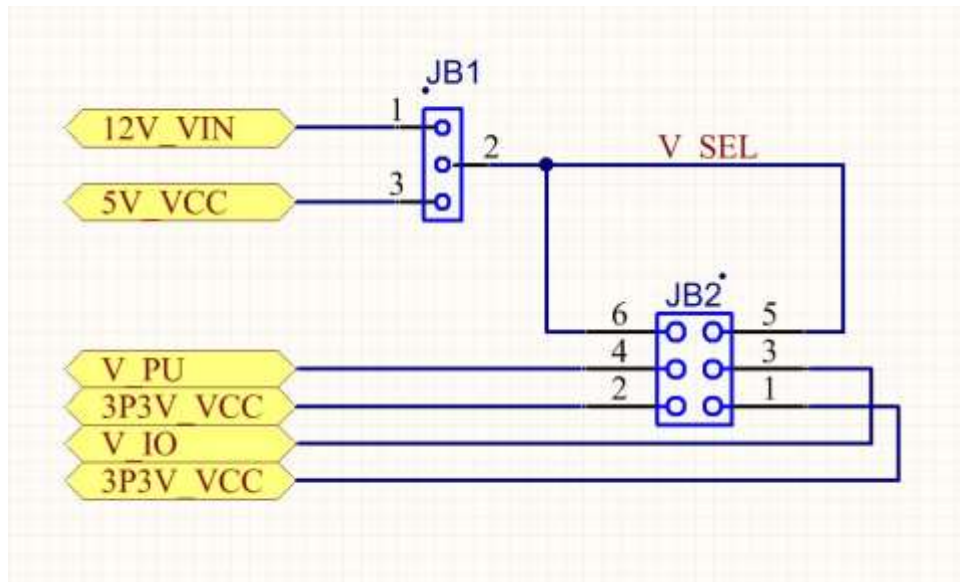 JB1
1
12V_VIN
2
V_SEL
3
5V_VCC
JB2
6 5
4 3
V_PU
2 1
3P3V_VCC
V_IO
3P3V_VCC